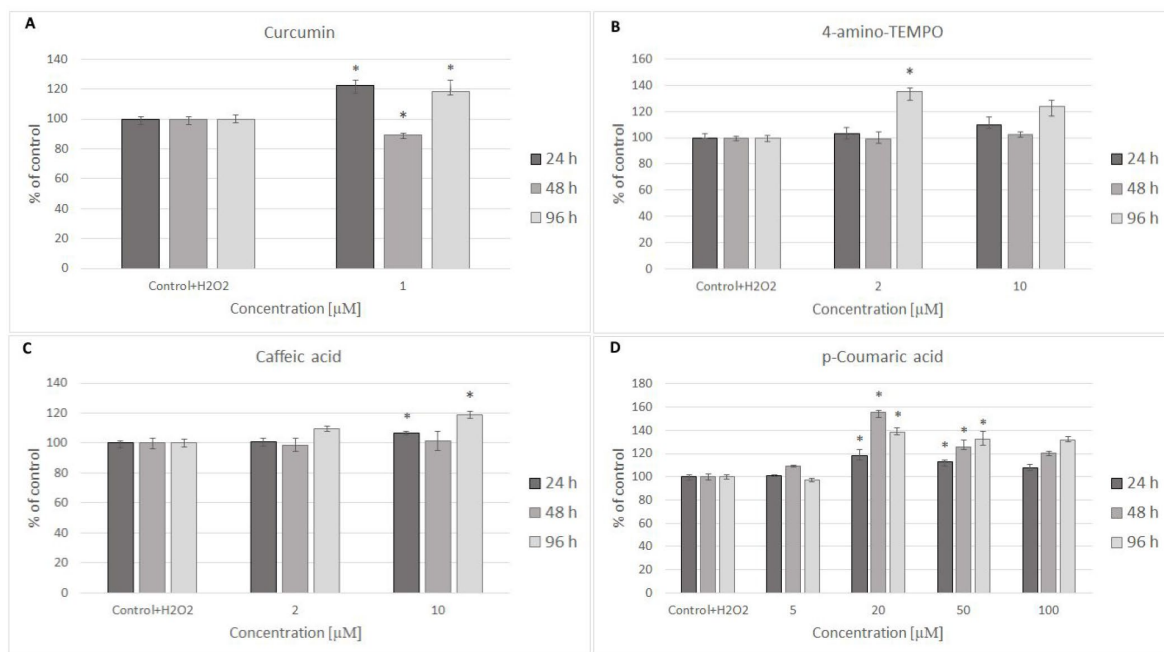 A
Curcumin
% of control
140
120
100
80
60
40
20
0
* * *
Control+H2O2 1
Concentration [μM]
24 h
48 h
96 h
B
4-amino-TEMPO
% of control
160
140
120
100
80
60
40
20
0
*
Control+H2O2 2 10
Concentration [μM]
24 h
48 h
96 h
C
Caffeic acid
% of control
140
120
100
80
60
40
20
0
* *
Control+H2O2 2 10
Concentration [μM]
24 h
48 h
96 h
D
p-Coumaric acid
% of control
180
160
140
120
100
80
60
40
20
0
* * * * * *
Control+H2O2 5 20 50 100
Concentration [μM]
24 h
48 h
96 h